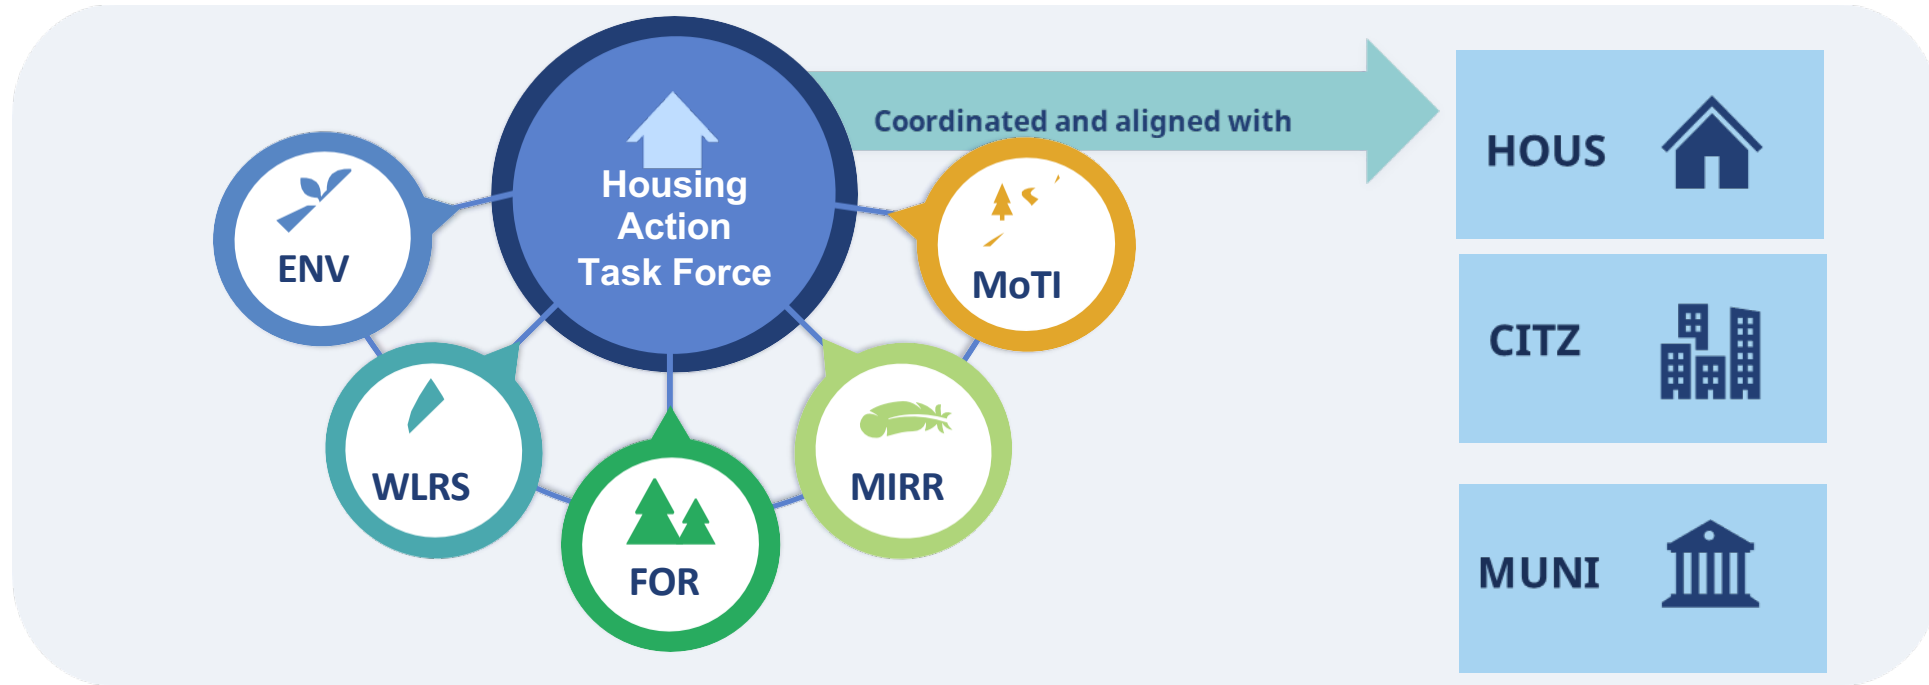 Housing
Action
Task Force
Coordinated and aligned with
ENV
WLRS
FOR
MIRR
MoTI
HOUS
CITZ
MUNI